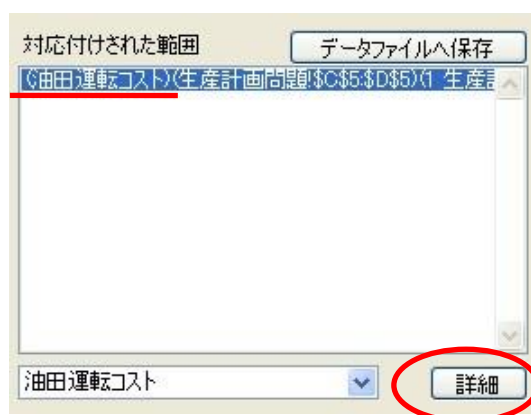 対応付けされた範囲
データファイルへ保存
(油田運転コスト)(生産計画問題!$C$5:$D$5)(1 生産
油田運転コスト
詳細